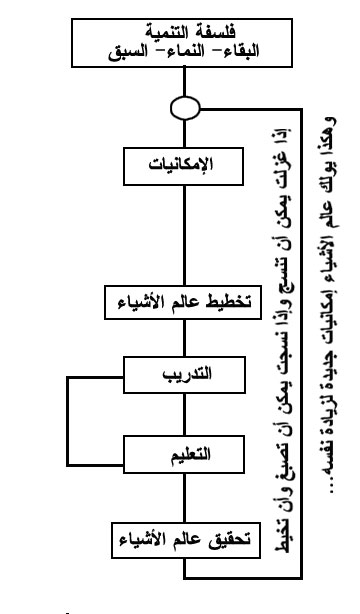 فلسفة التنمية
البقاء- النماء- السبق
الإمكانيات
تخطيط عالم الأشياء
التدريب
التعليم
تحقيق عالم الأشياء
إذا غزلت يمكن أن تنسج وإذا نسجت يمكن أن تصبغ وأن تخيط
وهكذا يولك عالم الأشياء إمكانيات جديدة لزيادة نفسه...